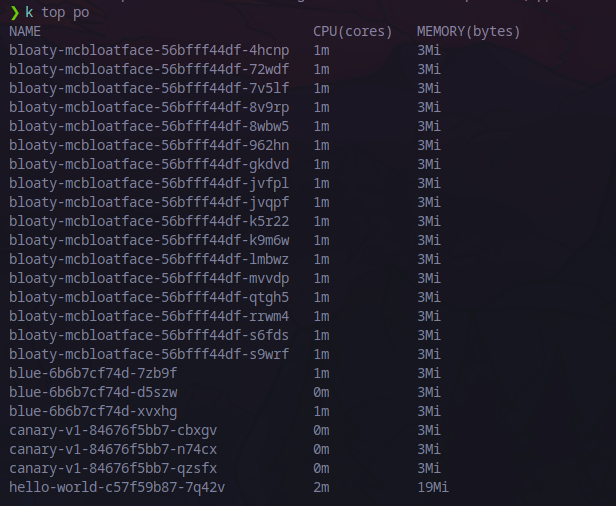 ❯ k top po
NAME CPU(cores) MEMORY(bytes)
bloaty-mcbloatface-56bfff44df-4hcnp 1m 3Mi
bloaty-mcbloatface-56bfff44df-72wdf 1m 3Mi
bloaty-mcbloatface-56bfff44df-7v5lf 1m 3Mi
bloaty-mcbloatface-56bfff44df-8v9rp 1m 3Mi
bloaty-mcbloatface-56bfff44df-8wbw5 1m 3Mi
bloaty-mcbloatface-56bfff44df-962hn 1m 3Mi
bloaty-mcbloatface-56bfff44df-gkdvd 1m 3Mi
bloaty-mcbloatface-56bfff44df-jvfpl 1m 3Mi
bloaty-mcbloatface-56bfff44df-jvqpf 1m 3Mi
bloaty-mcbloatface-56bfff44df-k5r22 1m 3Mi
bloaty-mcbloatface-56bfff44df-k9m6w 1m 3Mi
bloaty-mcbloatface-56bfff44df-lmbwz 1m 3Mi
bloaty-mcbloatface-56bfff44df-mvvdp 1m 3Mi
bloaty-mcbloatface-56bfff44df-qtgh5 1m 3Mi
bloaty-mcbloatface-56bfff44df-rrwm4 1m 3Mi
bloaty-mcbloatface-56bfff44df-s6fds 1m 3Mi
bloaty-mcbloatface-56bfff44df-s9wrf 1m 3Mi
blue-6b6b7cf74d-7zb9f 1m 3Mi
blue-6b6b7cf74d-d5szw 0m 3Mi
blue-6b6b7cf74d-xvxhg 1m 3Mi
canary-v1-84676f5bb7-cbxgv 0m 3Mi
canary-v1-84676f5bb7-n74cx 0m 3Mi
canary-v1-84676f5bb7-qzsfx 0m 3Mi
hello-world-c57f59b87-7q42v 2m 19Mi